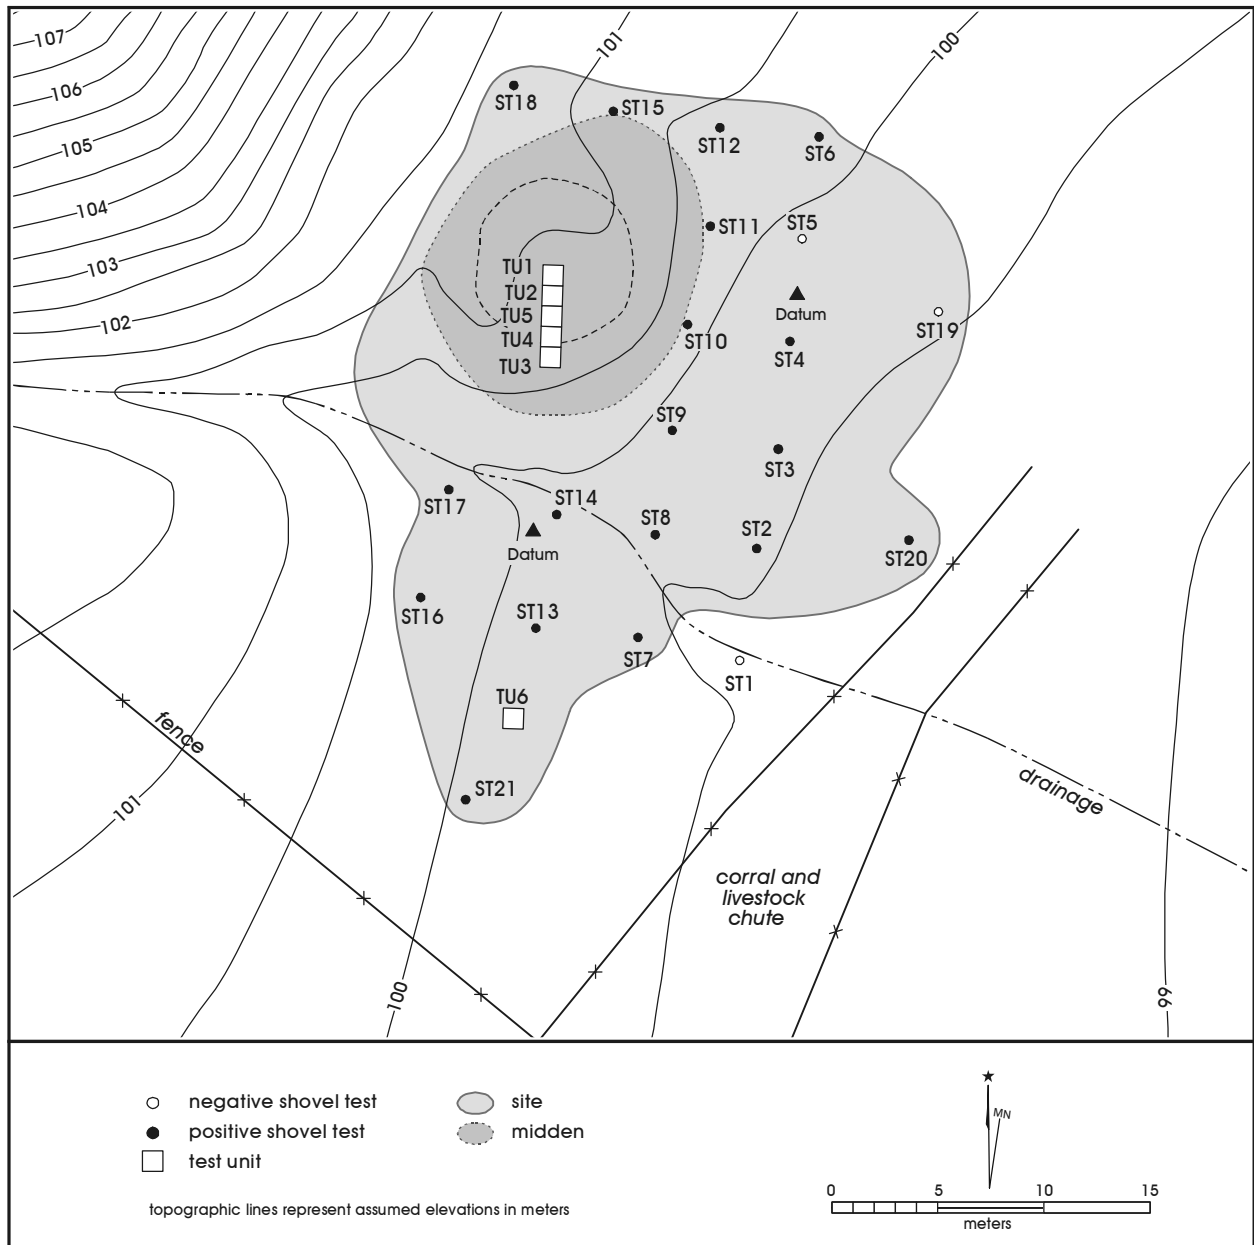 107
101
100
106
ST18
ST15
ST12
ST6
105
104
ST11
ST5
103
TU1
TU2
TU5
TU4
TU3
102
Datum
ST19
ST10
ST4
ST9
ST3
ST17
ST14
ST8
ST2
Datum
ST20
ST16
ST13
ST7
ST1
TU6
fence
ST21
101
drainage
corral and
livestock
chute
100
99
negative shovel test
positive shovel test
test unit
site
midden
topographic lines represent assumed elevations in meters
MN
0 5 10 15
meters